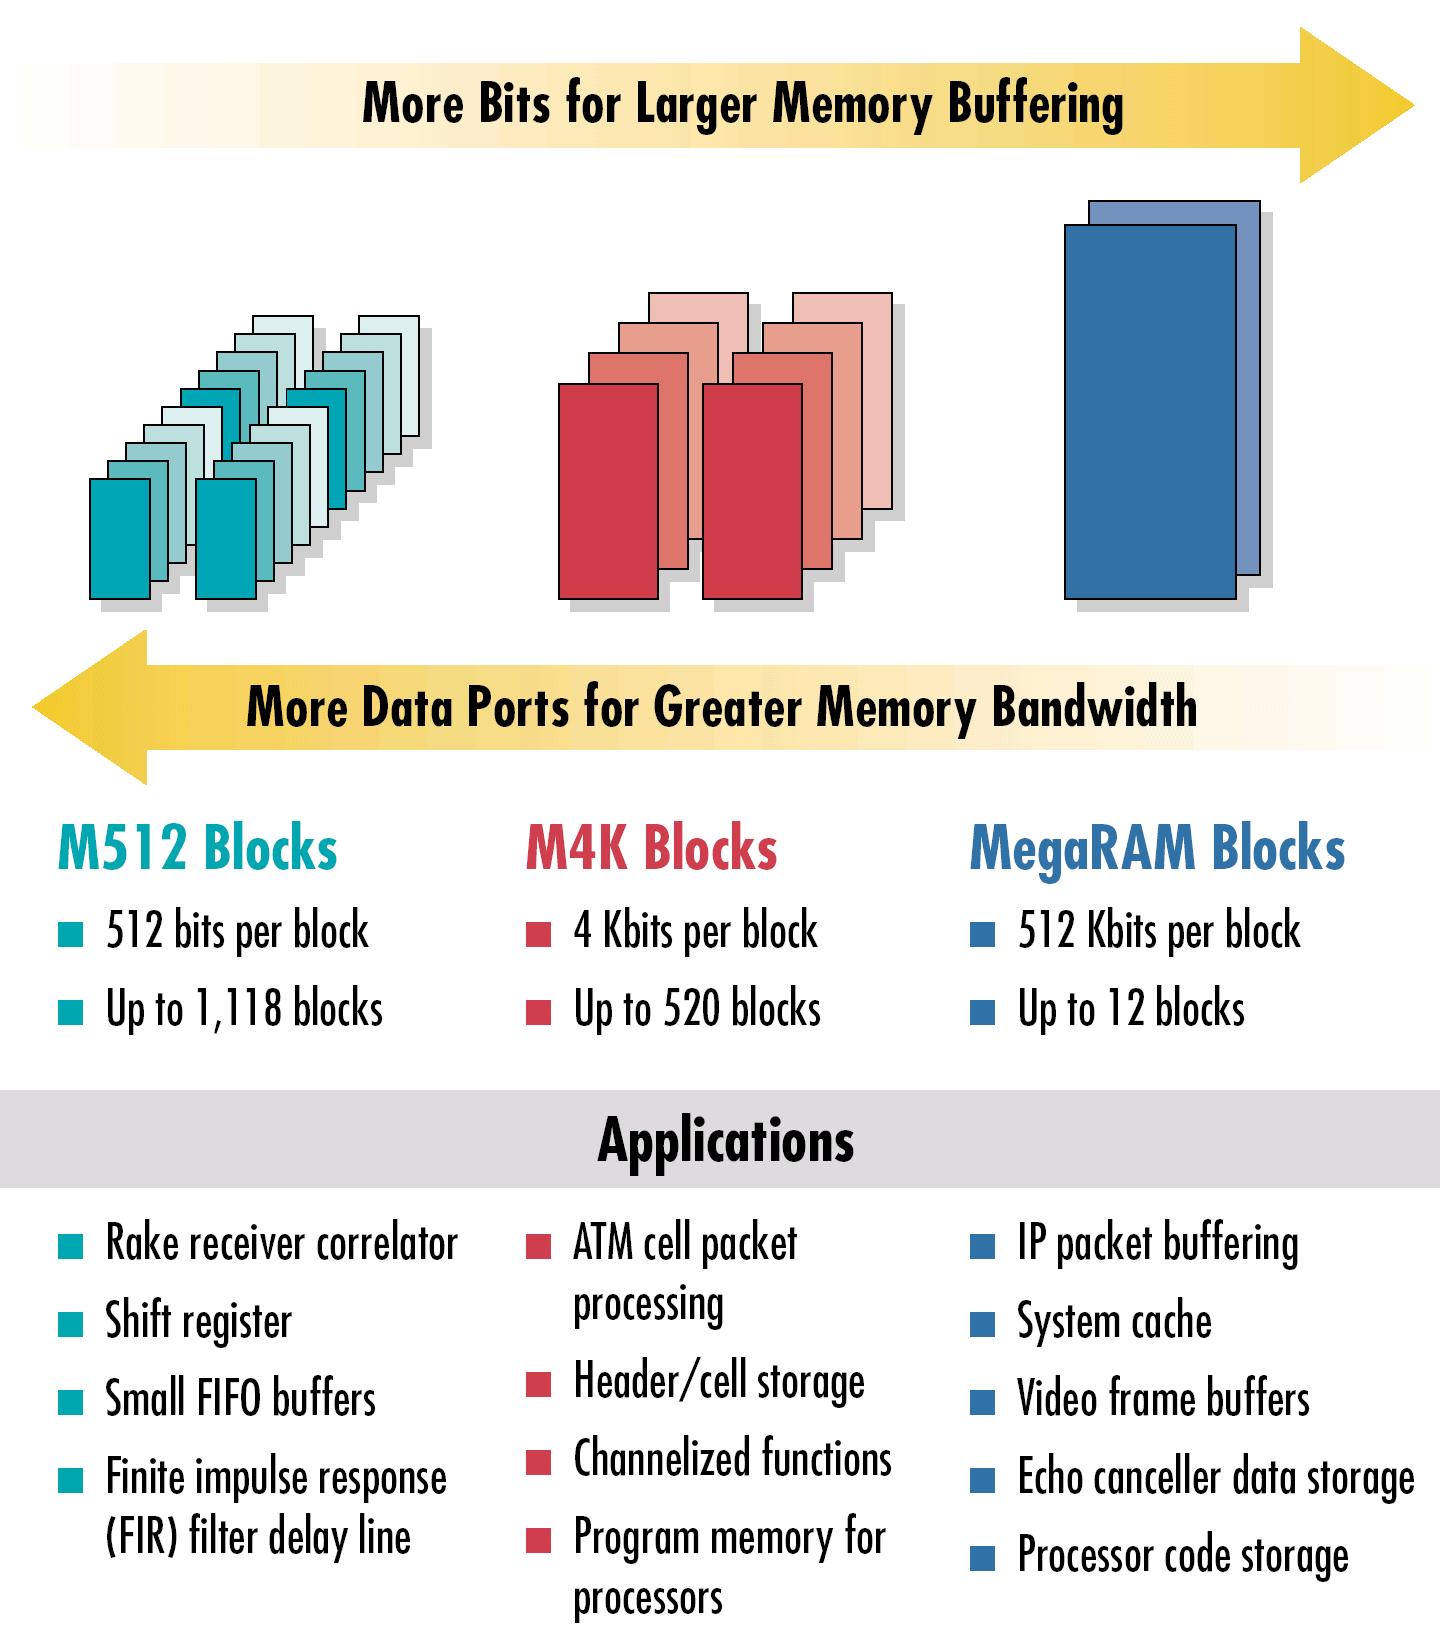 More Bits for Larger Memory Buffering
More Data Ports for Greater Memory Bandwidth
M512 Blocks
512 bits per block
Up to 1,118 blocks
M4K Blocks
4 Kbits per block
Up to 520 blocks
MegaRAM Blocks
512 Kbits per block
Up to 12 blocks
Applications
Rake receiver correlator
Shift register
Small FIFO buffers
Finite impulse response
(FIR) filter delay line
ATM cell packet
processing
Header/cell storage
Channelized functions
Program memory for
processors
IP packet buffering
System cache
Video frame buffers
Echo canceller data storage
Processor code storage